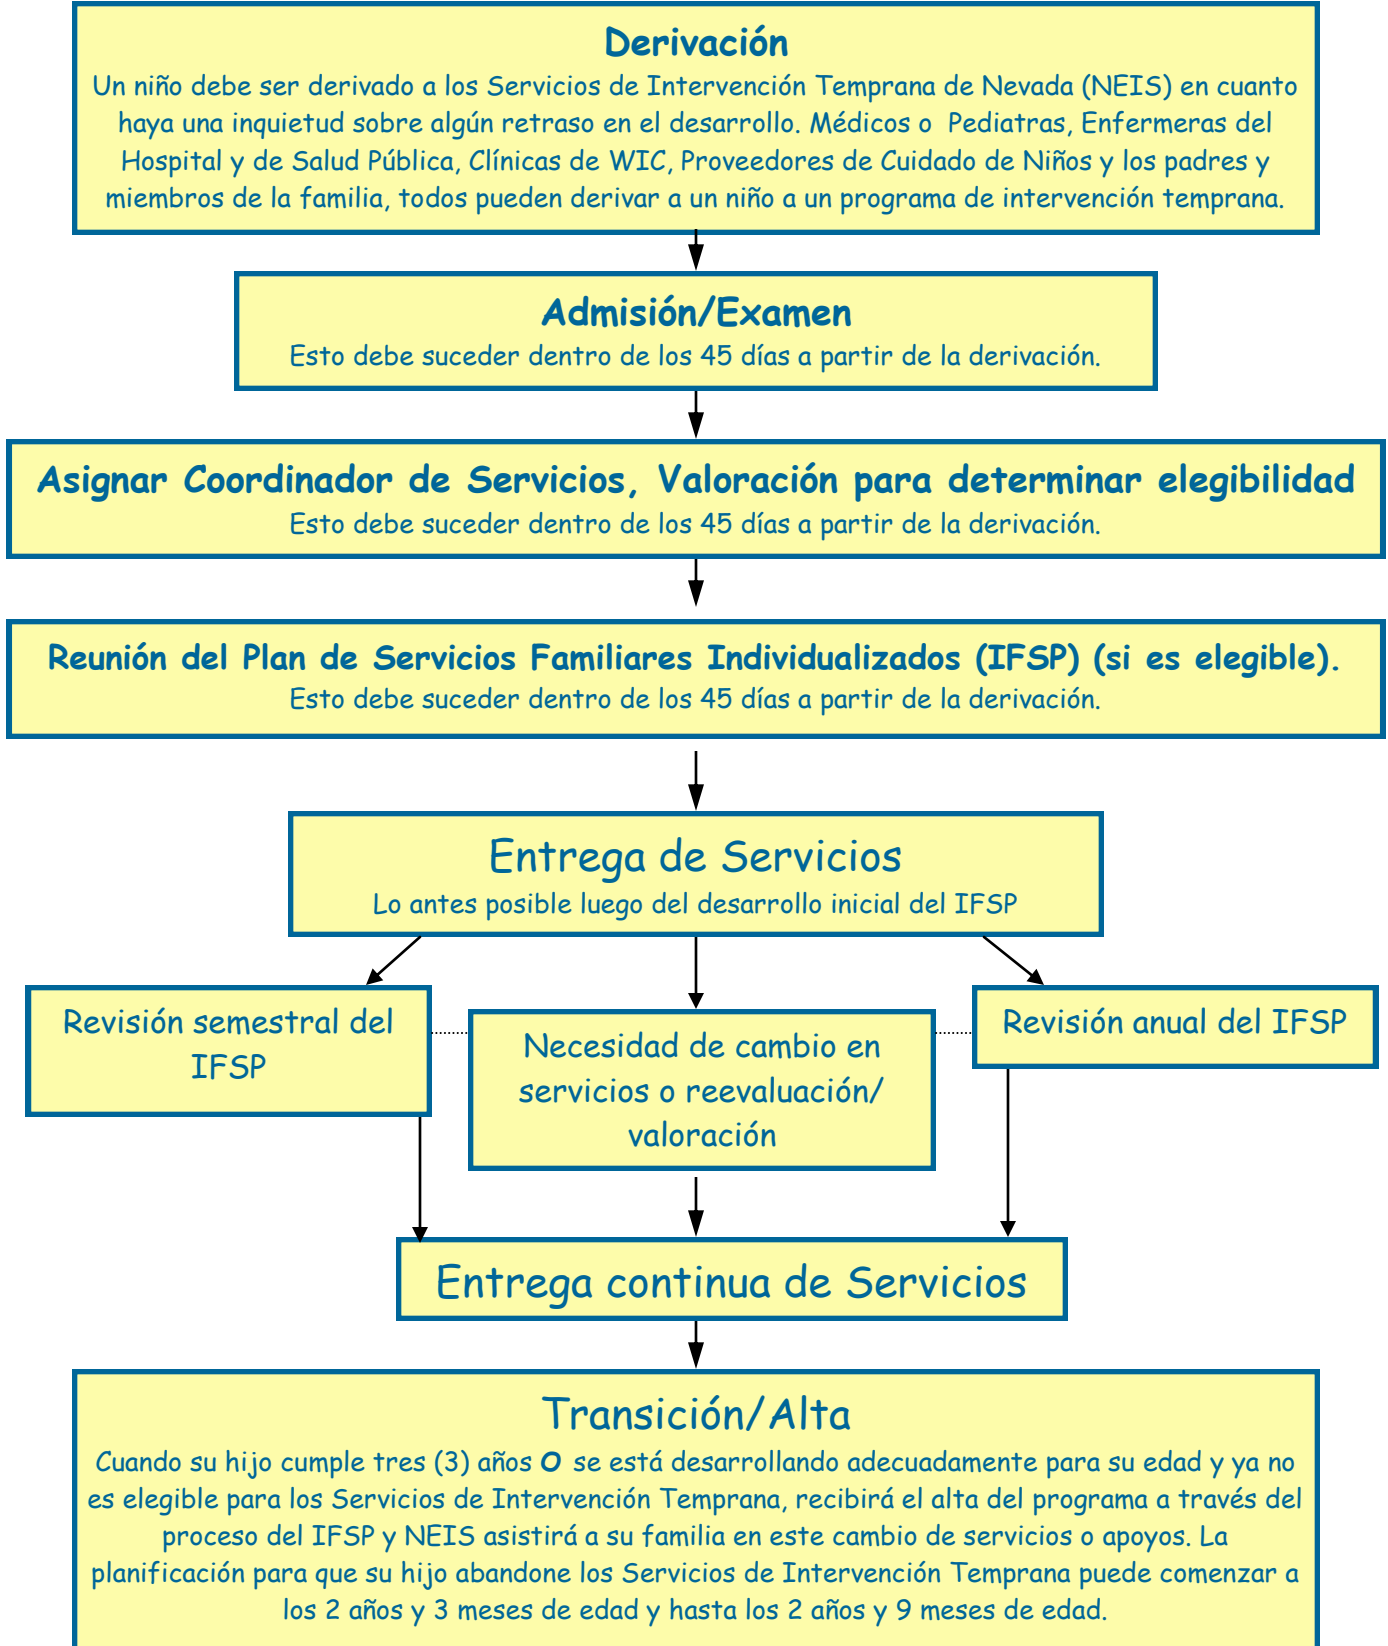 Derivación
Un niño debe ser derivado a los Servicios de Intervención Temprana de Nevada (NEIS) en cuanto
haya una inquietud sobre algún retraso en el desarrollo. Médicos o Pediatras, Enfermeras del
Hospital y de Salud Pública, Clínicas de WIC, Proveedores de Cuidado de Niños y los padres y
miembros de la familia, todos pueden derivar a un niño a un programa de intervención temprana.
Admisión/Examen
Esto debe suceder dentro de los 45 días a partir de la derivación.
Asignar Coordinador de Servicios, Valoración para determinar elegibilidad
Esto debe suceder dentro de los 45 días a partir de la derivación.
Reunión del Plan de Servicios Familiares Individualizados (IFSP) (si es elegible).
Esto debe suceder dentro de los 45 días a partir de la derivación.
Entrega de Servicios
Lo antes posible luego del desarrollo inicial del IFSP
Revisión semestral del
IFSP
Necesidad de cambio en
servicios o reevaluación/
valoración
Revisión anual del IFSP
Entrega continua de Servicios
Transición/Alta
Cuando su hijo cumple tres (3) años O se está desarrollando adecuadamente para su edad y ya no
es elegible para los Servicios de Intervención Temprana, recibirá el alta del programa a través del
proceso del IFSP y NEIS asistirá a su familia en este cambio de servicios o apoyos. La
planificación para que su hijo abandone los Servicios de Intervención Temprana puede comenzar a
los 2 años y 3 meses de edad y hasta los 2 años y 9 meses de edad.